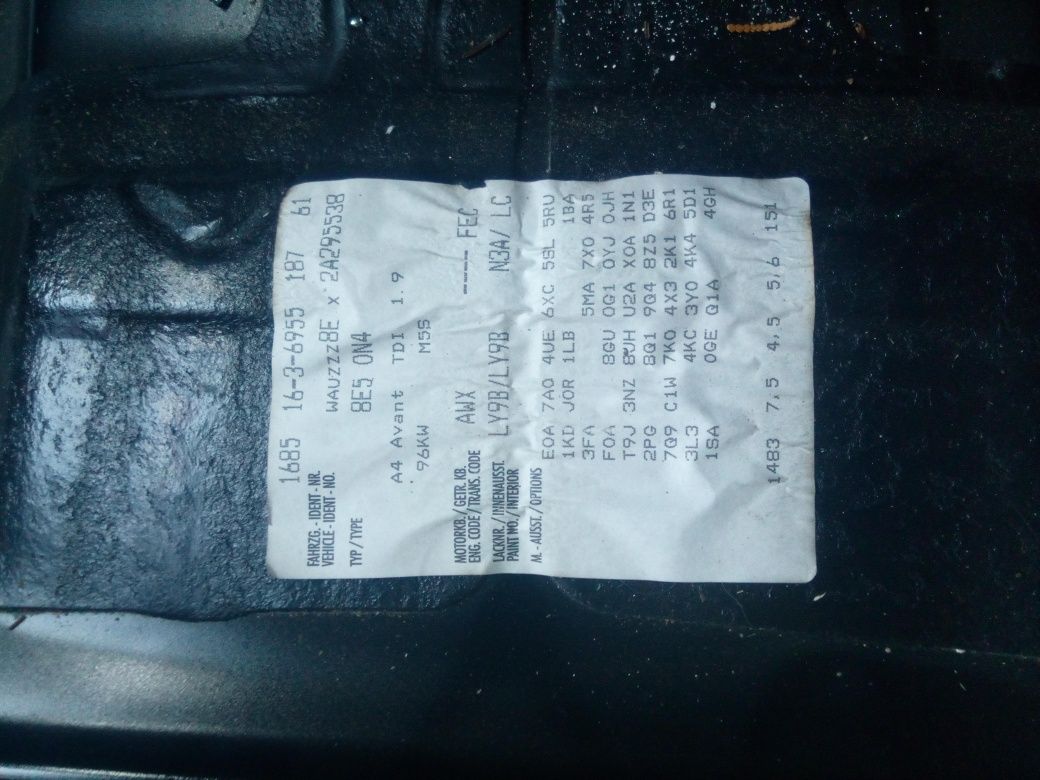 1685 16-3-6955 187 61
FAHRZG.-IDENT-NR.
VEHICLE-IDENT-NO.
WAUZZZ8E X 2A295538
TYP/TYPE
8E5 0N4
A4 Avant TDI 1.9
96KW M5S
MOTORKB./GETR.KB.
ENG. CODE/TRANS. CODE
AWX ---- FEC
LACKNR./INNENAUSST.
PAINT NO./INTERIOR
LY9B/LY9B N3A/ LC
M.-AUSST./OPTIONS
E0A 7A0 4UE 6XC 5SL 5RU
1KD J0R 1LB 1BA
3FA 5MA 7X0 4R5
F0A 8GU 0G1 0YJ 0JH
T9J 3NZ 8UH U2A X0A 1N1
2PG 8Q1 9Q4 8Z5 D3E
7Q9 C1W 7K0 4X3 2K1 6R1
3L3 4KC 3Y0 4K4 5D1
1SA 0GE Q1A 4GH
1483 7,5 4,5 5,6 151